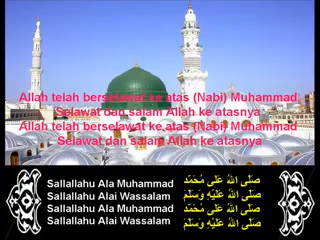 Allah telah berselawat ke atas (Nabi) Muhammad
Selawat dan salam Allah ke atasnya
Allah telah berselawat ke atas (Nabi) Muhammad
Selawat dan salam Allah ke atasnya
Sallallahu Ala Muhammad صَلَّى اللهُ عَلَى مُحَمَّد
Sallallahu Alai Wassalam صَلَّى اللهُ عَلَيْهِ وَسَلَّمْ
Sallallahu Ala Muhammad صَلَّى اللهُ عَلَى مُحَمَّد
Sallallahu Alai Wassalam صَلَّى اللهُ عَلَيْهِ وَسَلَّمْ